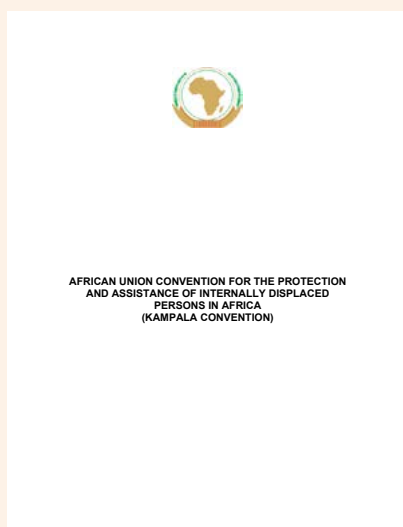 AFRICAN UNION CONVENTION FOR THE PROTECTION
AND ASSISTANCE OF INTERNALLY DISPLACED
PERSONS IN AFRICA
(KAMPALA CONVENTION)